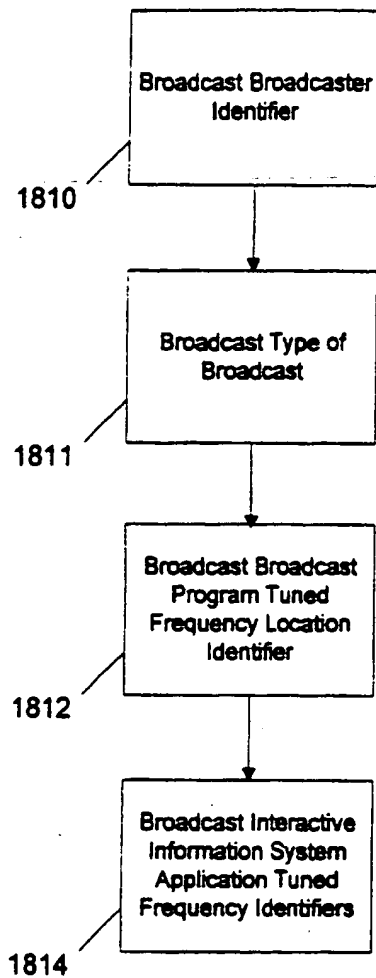 Broadcast Broadcaster
Identifier
1810
Broadcast Type of
Broadcast
1811
Broadcast Broadcast
Program Tuned
Frequency Location
Identifier
1812
Broadcast Interactive
Information System
Application Tuned
Frequency Identifiers
1814